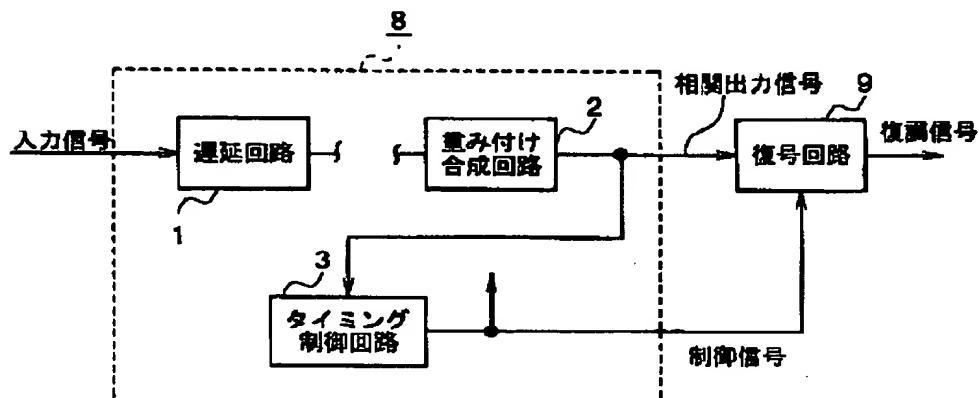 8
相関出力信号
9
入力信号
遅延回路
1
重み付け
合成回路
2
復号回路
復調信号
3
タイミング
制御回路
制御信号